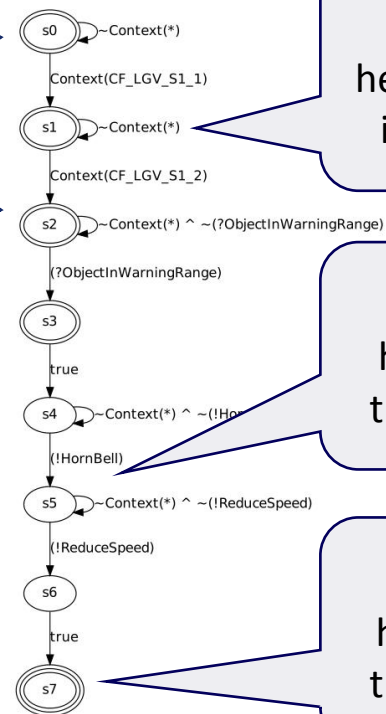 s0
~Context(*)
Context(CF_LGV_S1_1)
s1
~Context(*)
Context(CF_LGV_S1_2)
s2
~Context(*) ^ ~(?ObjectInWarningRange)
(?ObjectInWarningRange)
s3
true
s4
~Context(*) ^ ~(!Ho
(!HornBell)
s5
~Context(*) ^ ~(!ReduceSpeed)
(!ReduceSpeed)
s6
true
s7